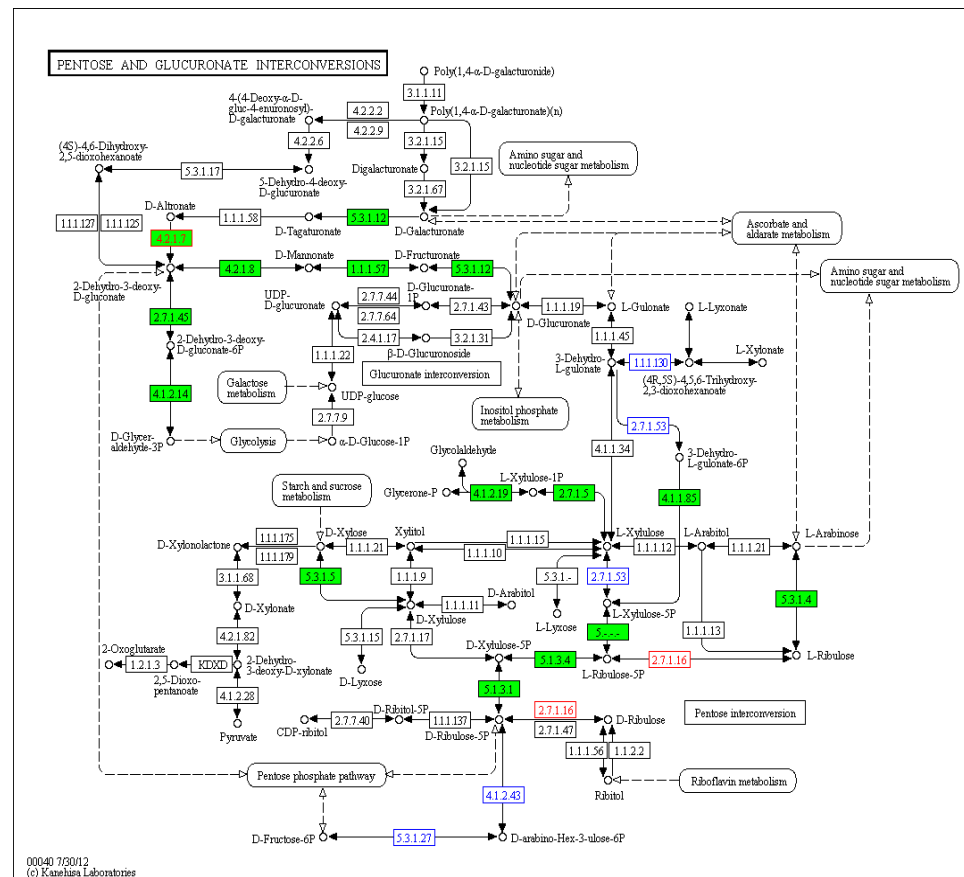 PENTOSE AND GLUCURONATE INTERCONVERSIONS
Poly(1,4-α-D-galacturonide)
3.1.1.11
4-(4-Deoxy-α-D-
gluc-4-enuronosyl)-
D-galacturonate
4.2.2.2
4.2.2.9
Poly(1,4-α-D-galacturonate)(n)
4.2.2.6
3.2.1.15
3.2.1.15
(4S)-4,6-Dihydroxy-
2,5-dioxohexanoate
5.3.1.17
5-Dehydro-4-deoxy-
D-glucuronate
Digalacturonate
3.2.1.67
Amino sugar and
nucleotide sugar metabolism
D-Altronate
1.1.1.127
1.1.1.125
1.1.1.58
5.3.1.12
D-Tagaturonate
D-Galacturonate
4.2.1.7
Ascorbate and
aldarate metabolism
D-Mannonate
D-Fructuronate
4.2.1.8
1.1.1.57
5.3.1.12
Amino sugar and
nucleotide sugar metabolism
2-Dehydro-3-deoxy-
D-gluconate
UDP-
D-glucuronate
2.7.7.44
2.7.7.64
D-Glucuronate-
1P
2.7.1.43
1.1.1.19
D-Glucuronate
L-Gulonate
L-Lyxonate
2.7.1.45
2.4.1.17
3.2.1.31
β-D-Glucuronoside
1.1.1.45
2-Dehydro-3-deoxy-
D-gluconate-6P
1.1.1.22
Glucuronate interconversion
3-Dehydro-
L-gulonate
1.1.1.130
L-Xylonate
(4R,5S)-4,5,6-Trihydroxy-
2,3-dioxohexanoate
4.1.2.14
Galactose
metabolism
UDP-glucose
Inositol phosphate
metabolism
2.7.7.9
2.7.1.53
D-Glycer-
aldehyde-3P
Glycolysis
α-D-Glucose-1P
4.1.1.34
3-Dehydro-
L-gulonate-6P
Glycolaldehyde
L-Xylulose-1P
Glycerone-P
4.1.2.19
2.7.1.5
4.1.1.85
Starch and sucrose
metabolism
D-Xylonolactone
1.1.1.175
1.1.1.179
D-Xylose
1.1.1.21
Xylitol
1.1.1.15
1.1.1.10
L-Xylulose
1.1.1.12
L-Arabitol
1.1.1.21
L-Arabinose
3.1.1.68
5.3.1.5
1.1.1.9
5.3.1.-
2.7.1.53
5.3.1.4
D-Xylonate
D-Arabitol
1.1.1.11
D-Xylulose
L-Lyxose
L-Xylulose-5P
4.2.1.82
5.3.1.15
2.7.1.17
5.-.-.-
1.1.1.13
2-Oxoglutarate
1.2.1.3
KDXD
2-Dehydro-
3-deoxy-D-xylonate
2,5-Dioxo-
pentanoate
D-Lyxose
D-Xylulose-5P
5.1.3.4
L-Ribulose-5P
2.7.1.16
L-Ribulose
4.1.2.28
5.1.3.1
Pyruvate
CDP-ribitol
2.7.7.40
D-Ribitol-5P
1.1.1.137
D-Ribulose-5P
2.7.1.16
2.7.1.47
D-Ribulose
Pentose interconversion
1.1.1.56
1.1.2.2
Pentose phosphate pathway
Ribitol
Riboflavin metabolism
4.1.2.43
D-Fructose-6P
5.3.1.27
D-arabino-Hex-3-ulose-6P
00040 7/30/12
(c) Kanehisa Laboratories